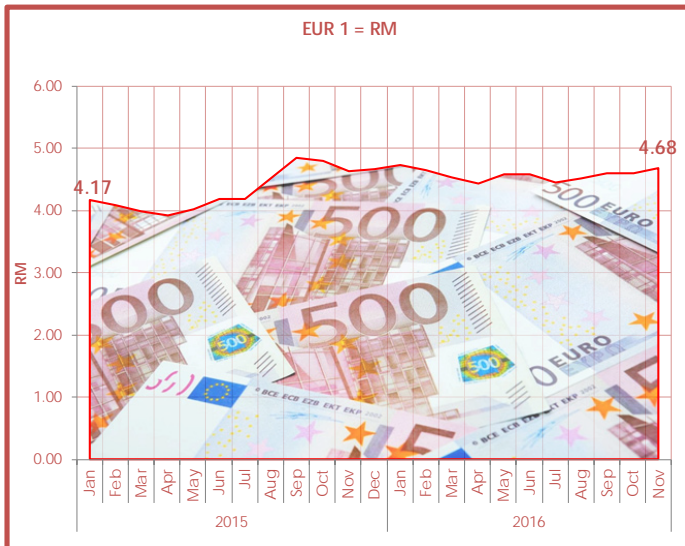 EUR 1 = RM
6.00
5.00
4.68
4.17
4.00
3.00
RM
2.00
1.00
0.00
500
500
500
500
500 EURO
500
500
EURO
* BCE ECB EZB EKT EKP 2002
* BCE ECB EZB EKT EKP
Jan Feb Mar Apr May Jun Jul Aug Sep Oct Nov Dec Jan Feb Mar Apr May Jun Jul Aug Sep Oct Nov
2015 2016